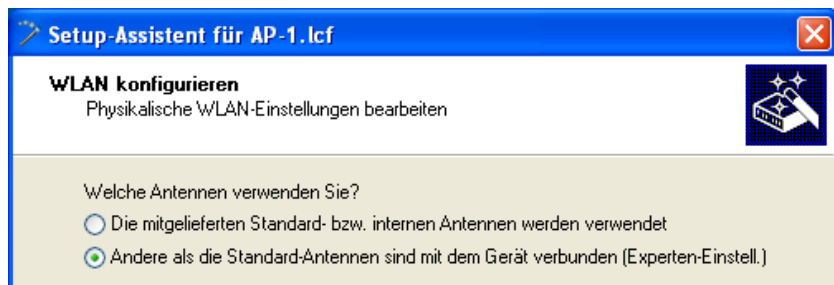 Setup-Assistent für AP-1.lcf
WLAN konfigurieren
Physikalische WLAN-Einstellungen bearbeiten
Welche Antennen verwenden Sie?
Die mitgelieferten Standard- bzw. internen Antennen werden verwendet
Andere als die Standard-Antennen sind mit dem Gerät verbunden (Experten-Einstell.)